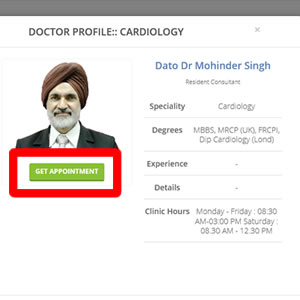 DOCTOR PROFILE:: CARDIOLOGY ×
Dato Dr Mohinder Singh
Resident Consultant
Speciality Cardiology
Degrees MBBS, MRCP (UK), FRCPI,
Dip Cardiology (Lond)
Experience -
Details -
Clinic Hours Monday - Friday : 08:30
AM-03:00 PM Saturday :
08.30 AM - 12:30 PM
GET APPOINTMENT